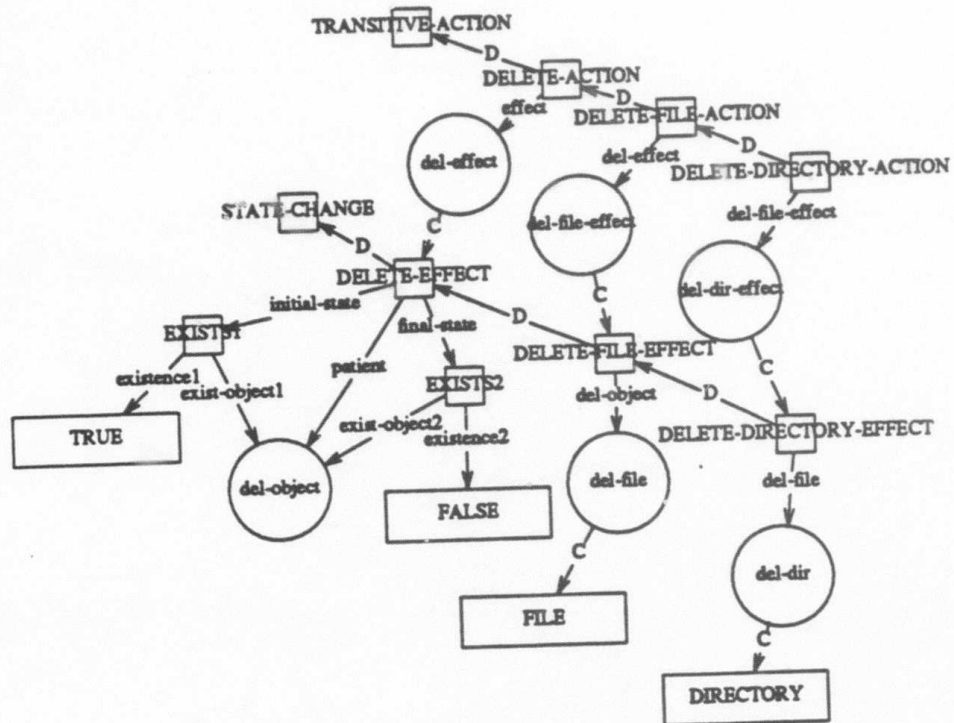 TRANSITIVE-ACTION
D
DELETE-ACTION
effect
D
DELETE-FILE-ACTION
D
del-effect
del-effect
DELETE-DIRECTORY-ACTION
STATE-CHANGE
del-file-effect
del-file-effect
C
D
DELETE-EFFECT
del-dir-effect
initial-state
C
D
final-state
EXISTS1
DELETE-FILE-EFFECT
existence1
patient
EXISTS2
C
exist-object1
del-object
D
exist-object2
TRUE
existence2
DELETE-DIRECTORY-EFFECT
del-object
del-file
del-file
FALSE
C
del-dir
FILE
C
DIRECTORY